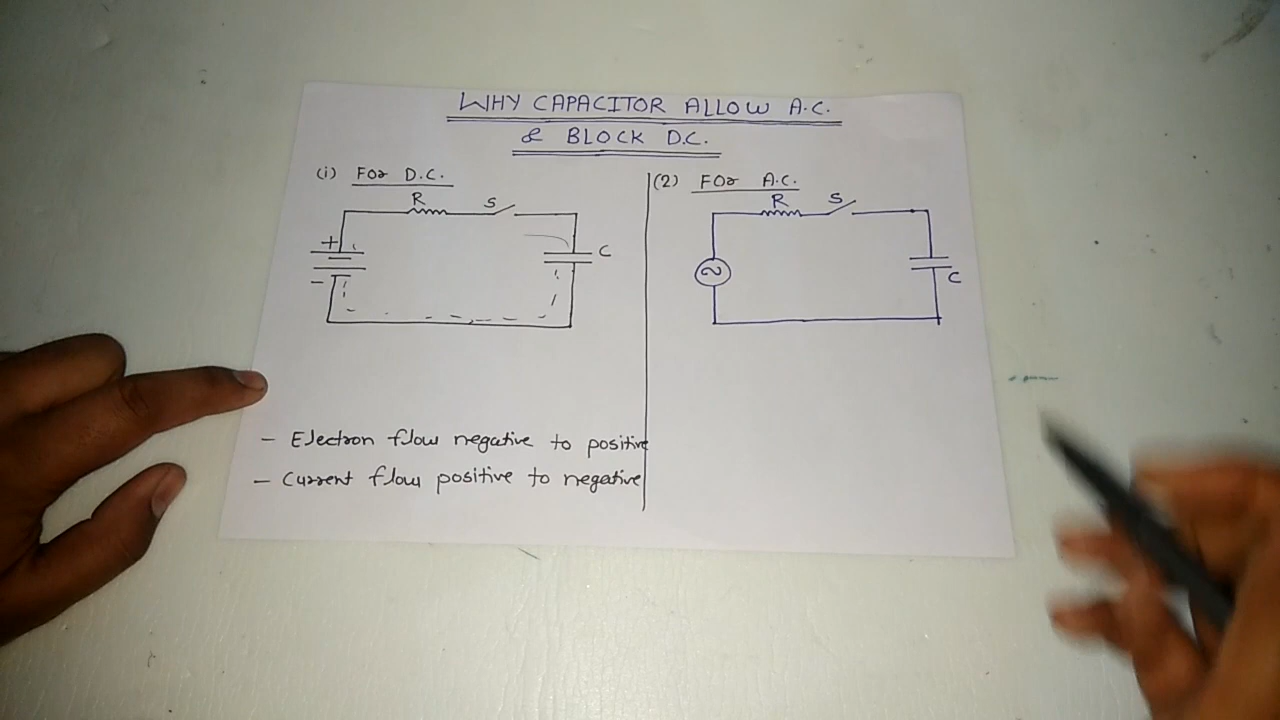 WHY CAPACITOR ALLOW A.C.
& BLOCK D.C.
(i) FOR D.C.
R
S
+
-
C
- Electron flow negative to positive
- Current flow positive to negative
(2) FOR A.C.
R
S
~
C